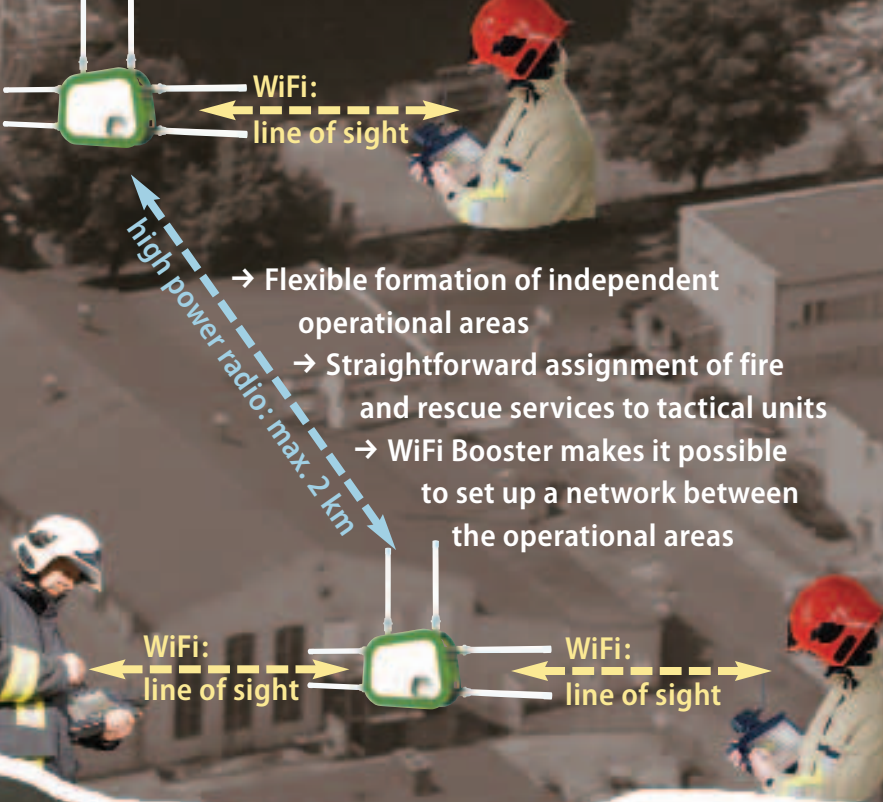 WiFi:
line of sight
high power radio: max. 2 km
→ Flexible formation of independent
operational areas
→ Straightforward assignment of fire
and rescue services to tactical units
→ WiFi Booster makes it possible
to set up a network between
the operational areas
WiFi:
line of sight
WiFi:
line of sight